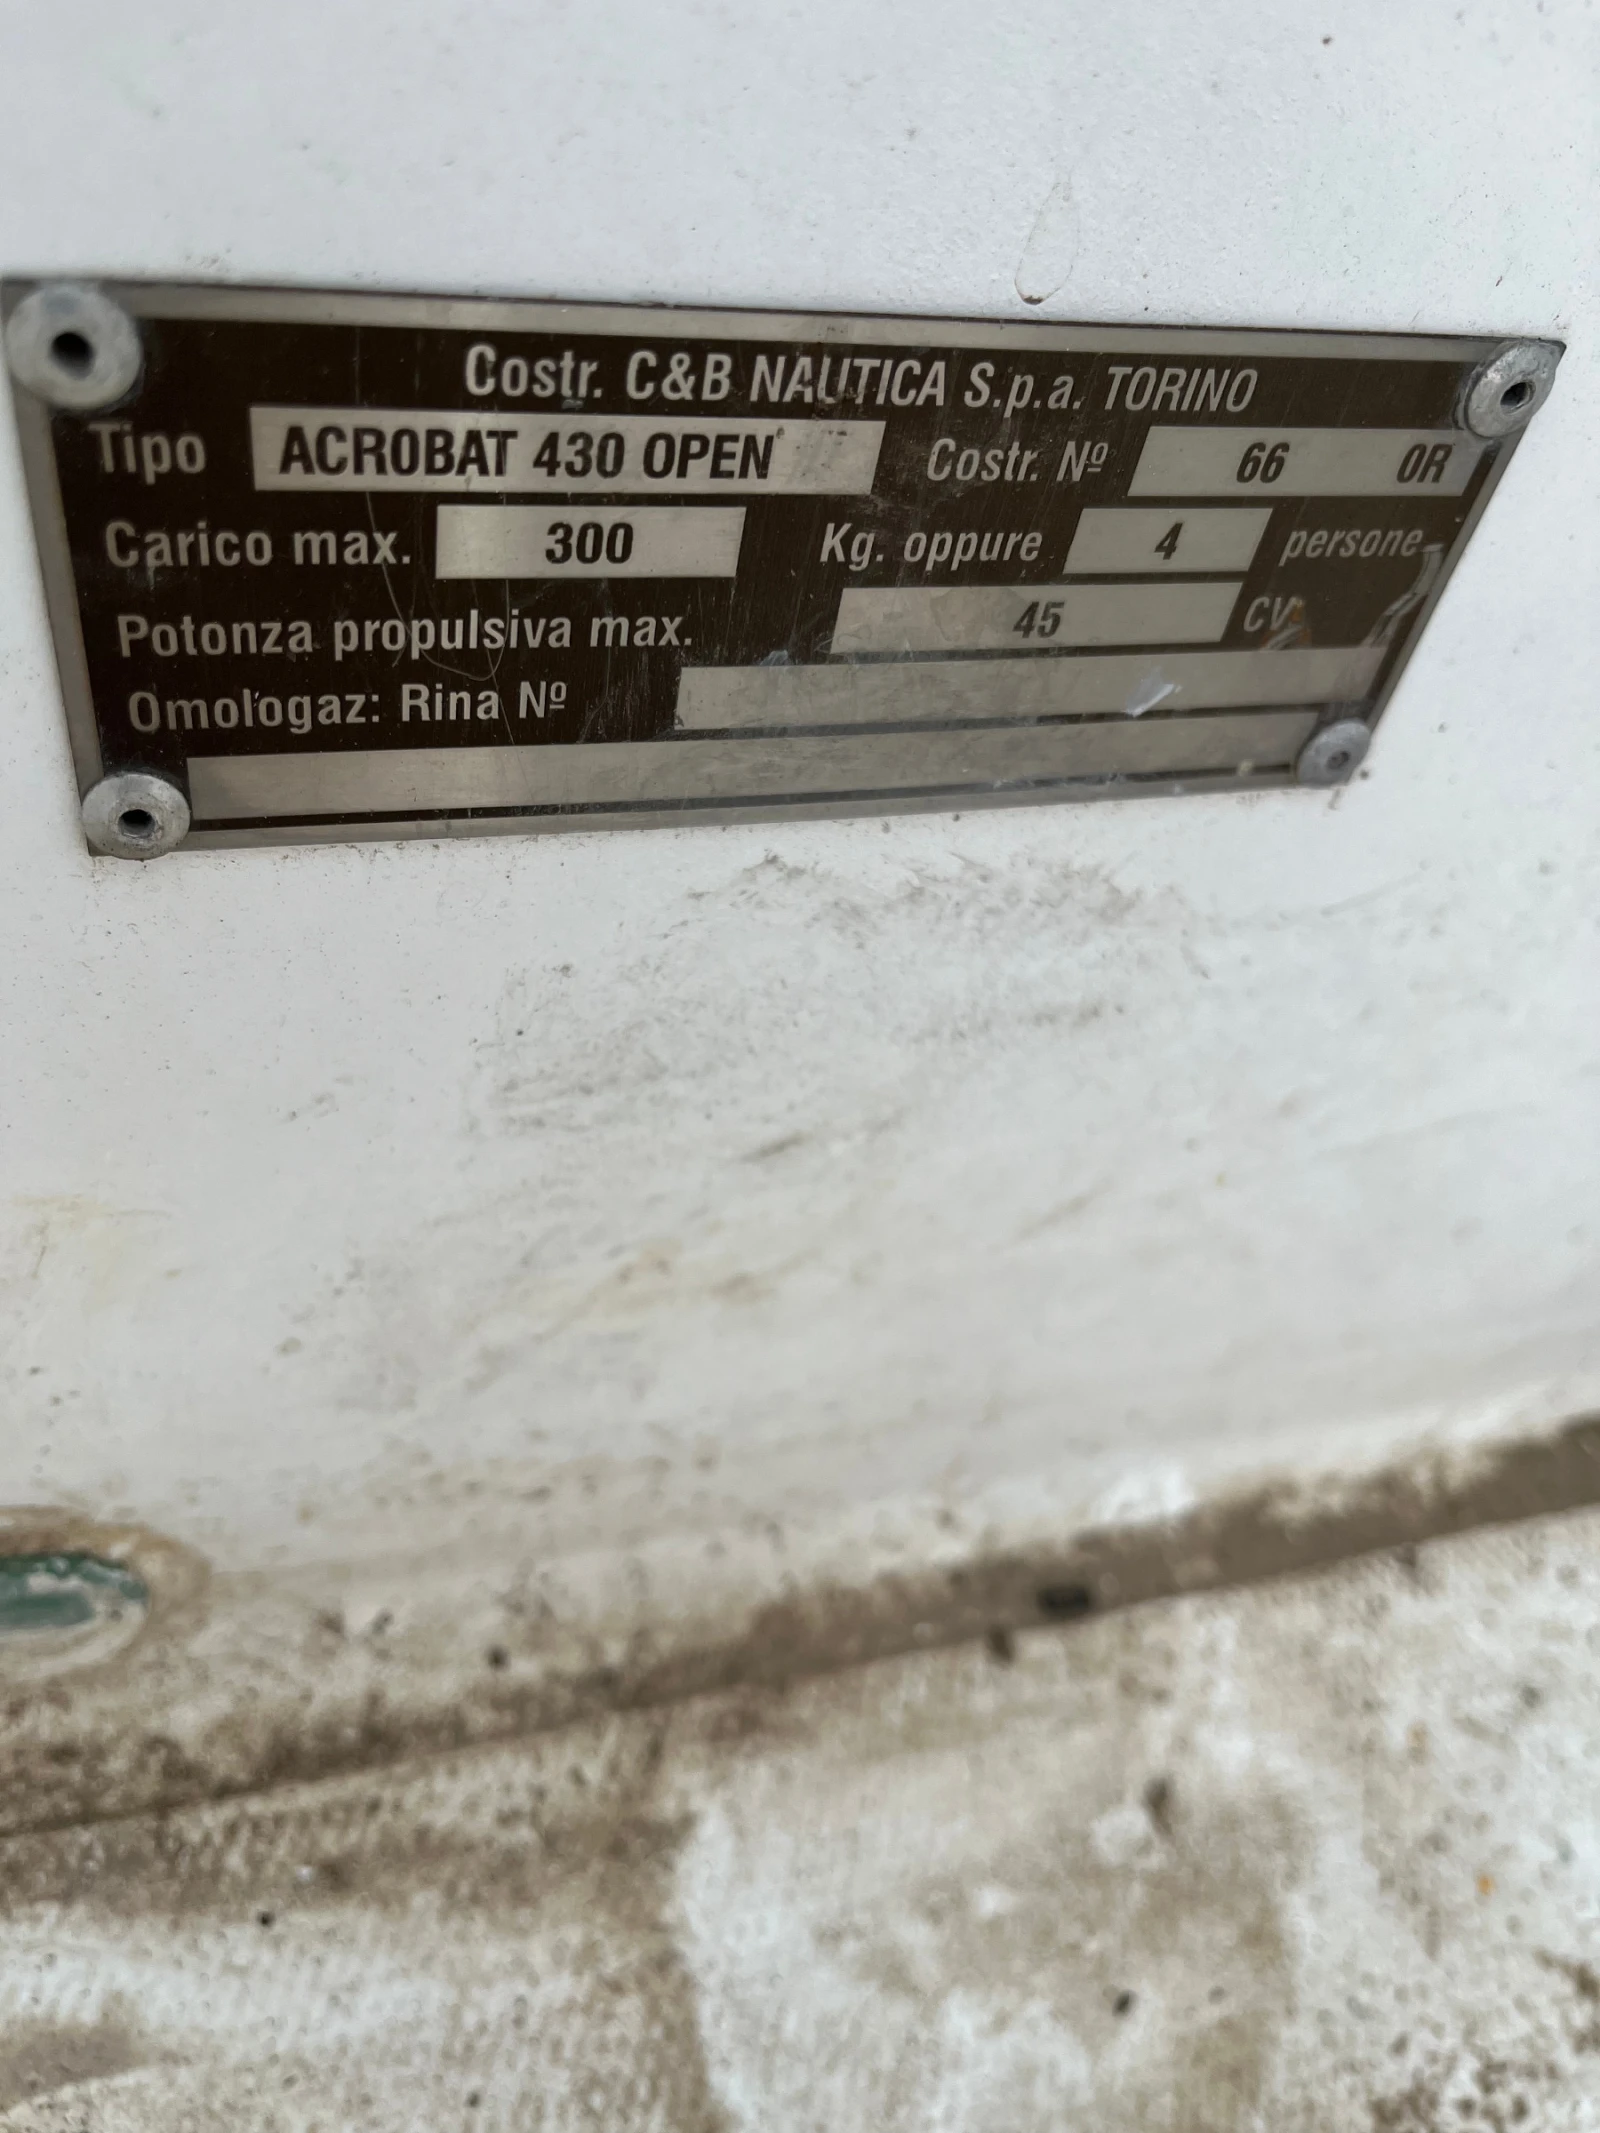 Costr. C&B NAUTICA S.p.a. TORINO
Tipo ACROBAT 430 OPEN Costr. Nº 66 OR
Carico max. 300 Kg. oppure 4 persone
Potonza propulsiva max. 45 CV
Omologaz: Rina Nº